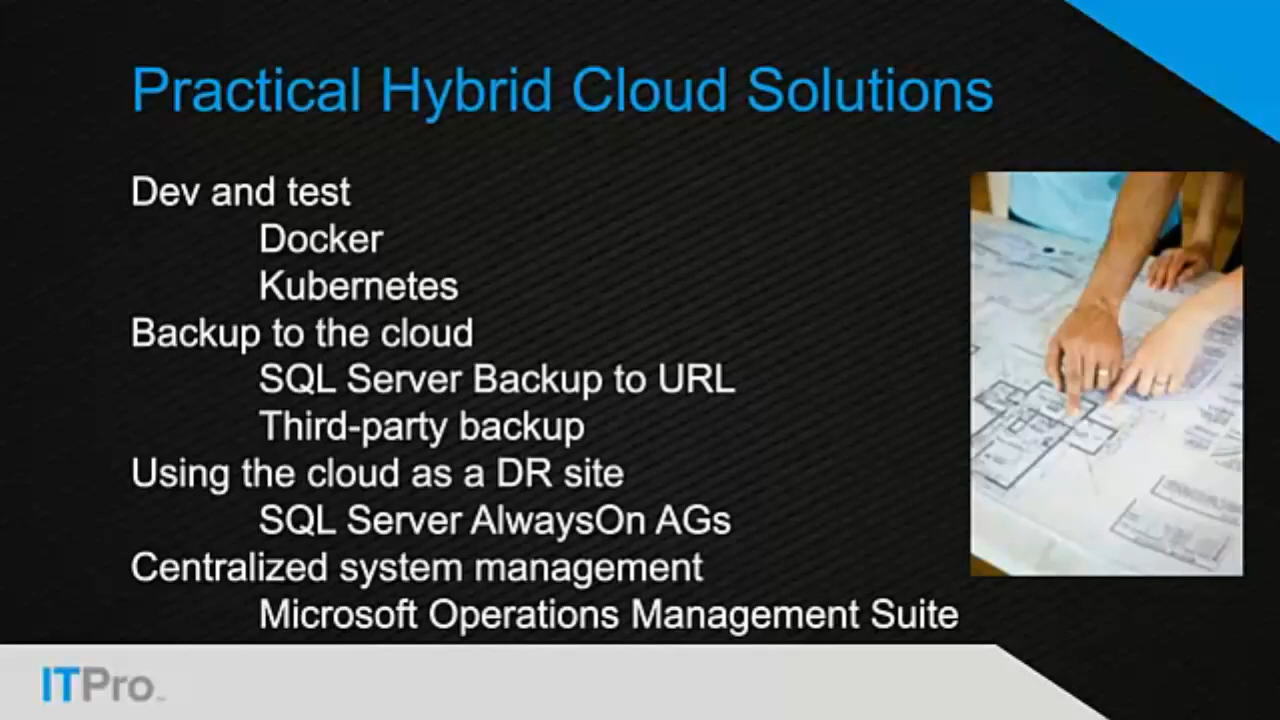 Practical Hybrid Cloud Solutions
Dev and test
Docker
Kubernetes
Backup to the cloud
SQL Server Backup to URL
Third-party backup
Using the cloud as a DR site
SQL Server AlwaysOn AGs
Centralized system management
Microsoft Operations Management Suite
ITPro